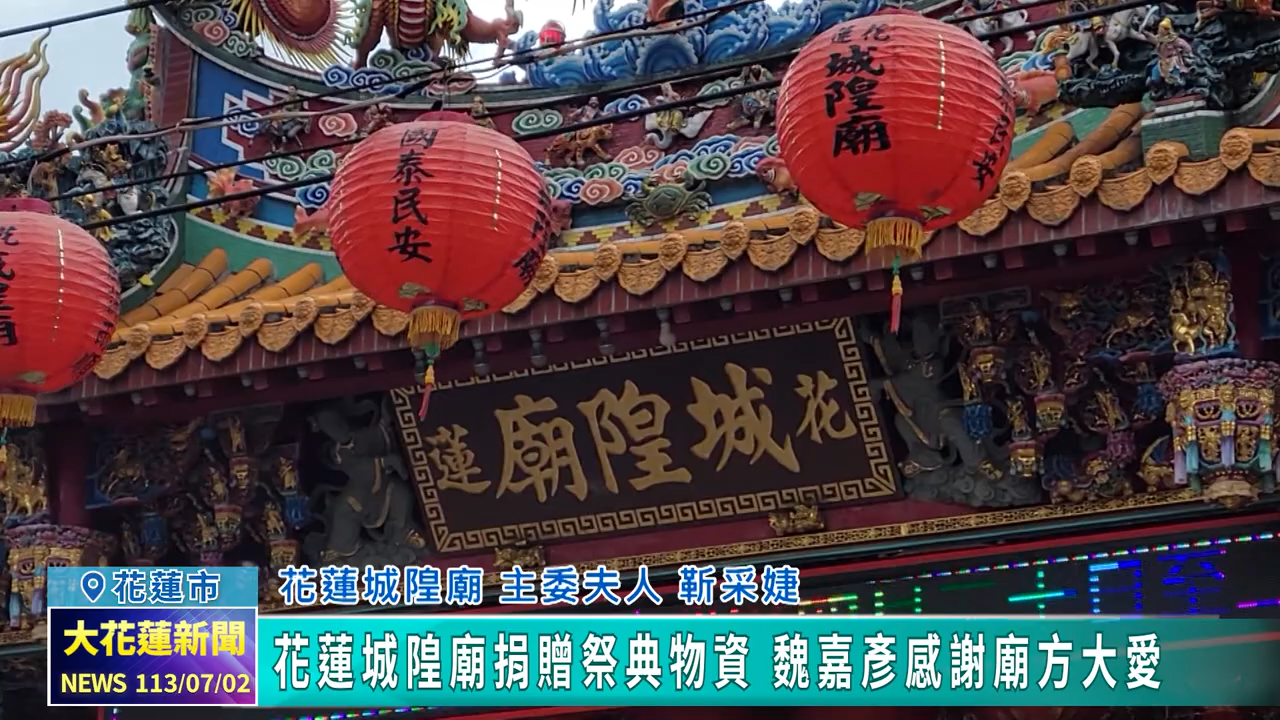 花蓮
城隍廟
國泰民安
花蓮城隍廟
花蓮市
花蓮城隍廟 主委夫人 靳采婕
大花蓮新聞
NEWS 113/07/02
花蓮城隍廟捐贈祭典物資 魏嘉彥感謝廟方大愛